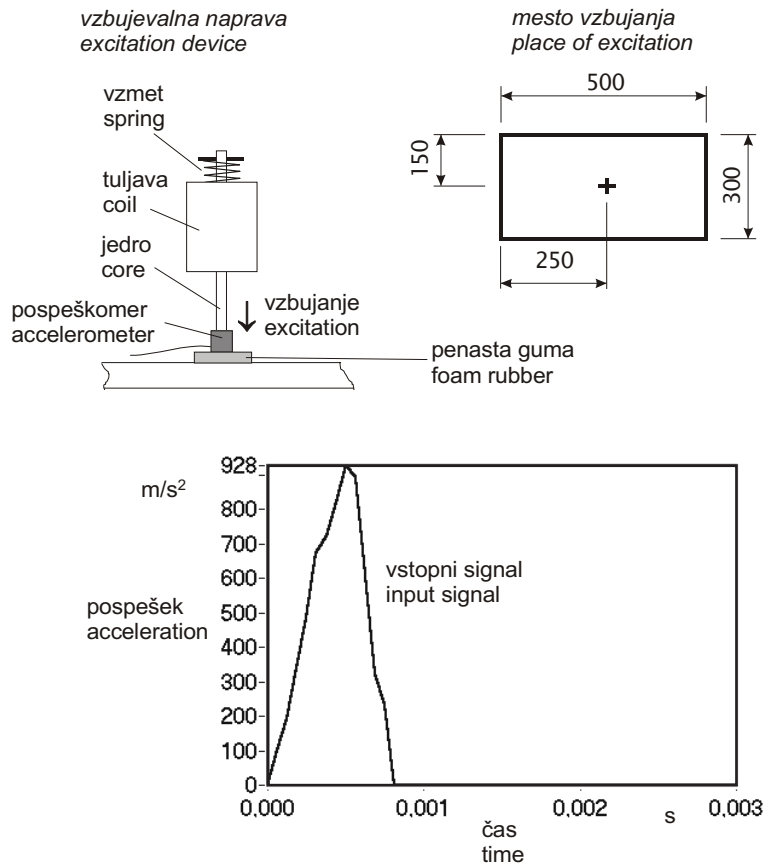 vzbujevalna naprava
excitation device
mesto vzbujanja
place of excitation
vzmet
spring
tuljava
coil
jedro
core
pospeškomer
accelerometer
vzbujanje
excitation
penasta guma
foam rubber
500
150
300
250
928
m/s²
800
700
600
500
400
300
200
100
0
pospešek
acceleration
vstopni signal
input signal
0,000
0,001
0,002
s
0,003
čas
time